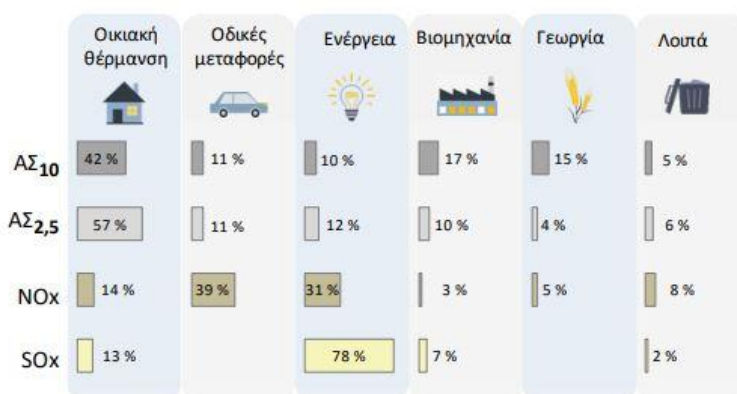 Οικιακή θέρμανση
Οδικές μεταφορές
Ενέργεια
Βιομηχανία
Γεωργία
Λοιπά
ΑΣ10 42 % 11 % 10 % 17 % 15 % 5 %
ΑΣ2,5 57 % 11 % 12 % 10 % 4 % 6 %
NOx 14 % 39 % 31 % 3 % 5 % 8 %
SOx 13 % 78 % 7 % 2 %